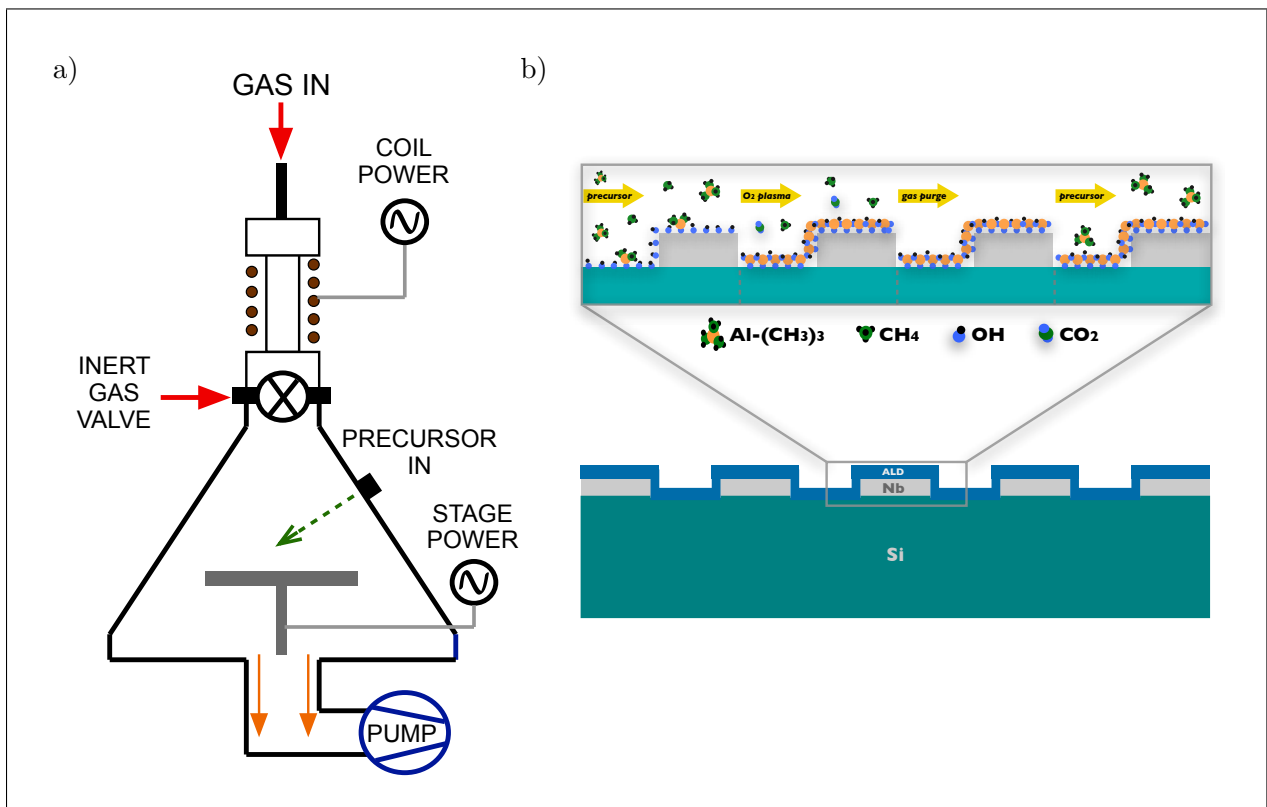 a)
GAS IN
COIL
POWER
INERT
GAS
VALVE
PRECURSOR
IN
STAGE
POWER
PUMP
b)
precursor
O2 plasma
gas purge
precursor
Al-(CH3)3
CH4
OH
CO2
ALD
Nb
Si